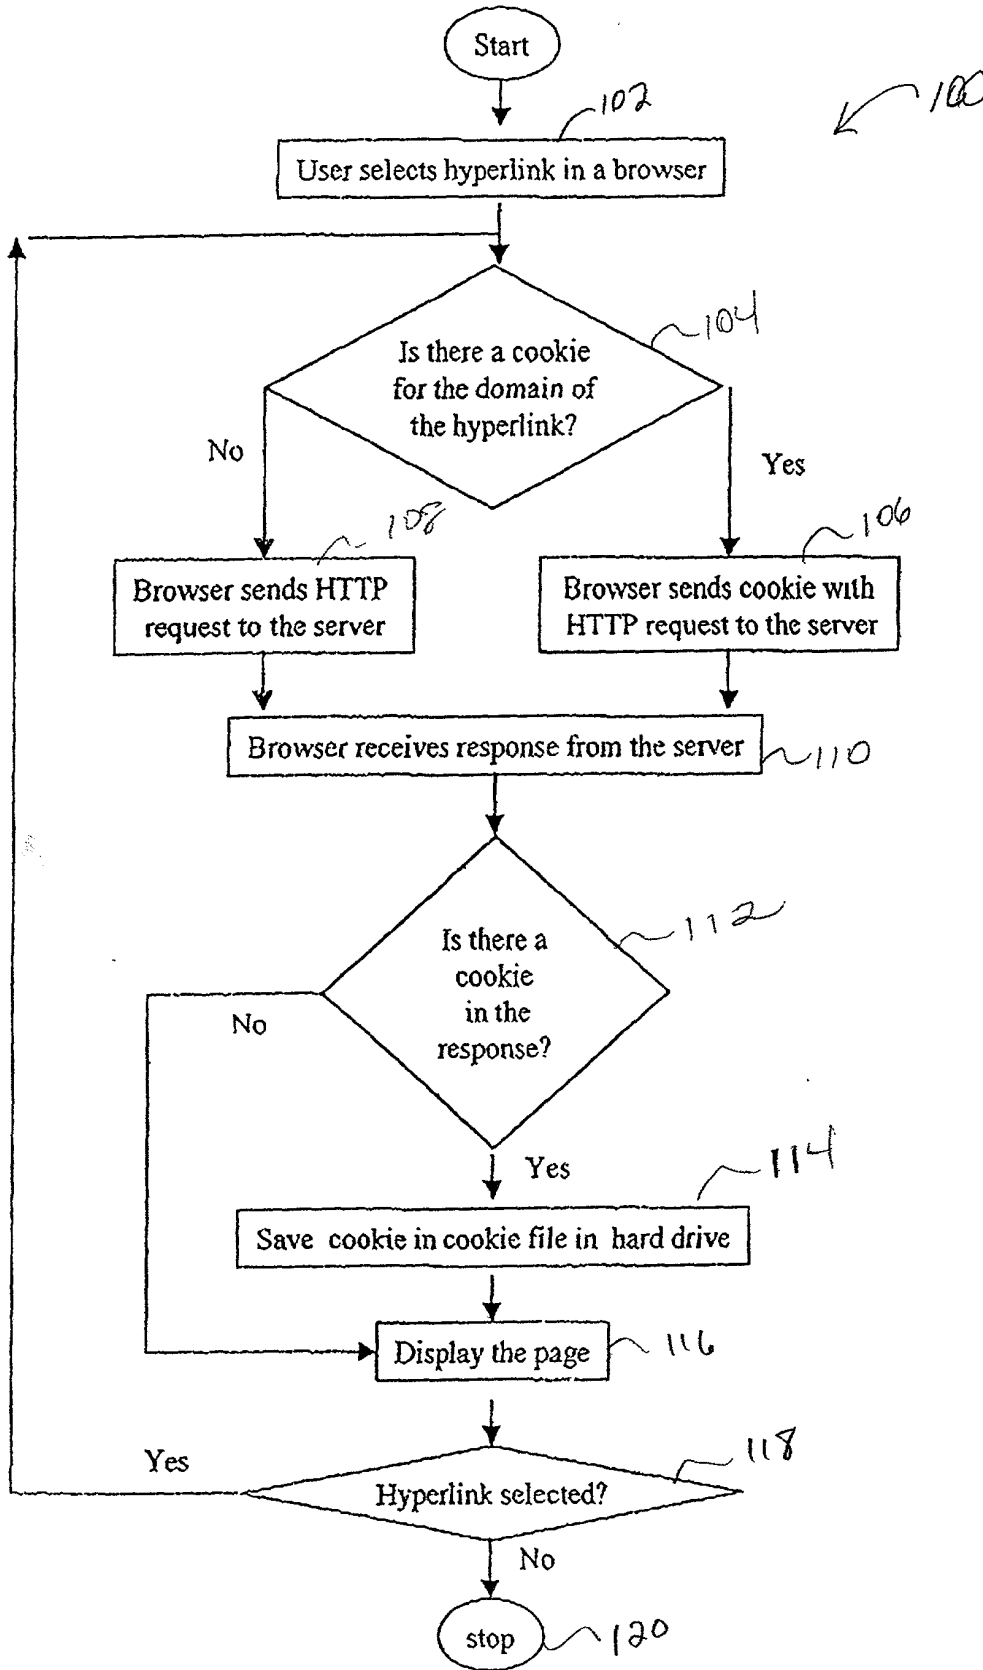 Start
100
102
User selects hyperlink in a browser
104
Is there a cookie
for the domain of
the hyperlink?
No
Yes
108
106
Browser sends HTTP
request to the server
Browser sends cookie with
HTTP request to the server
Browser receives response from the server
110
112
Is there a
cookie
in the
response?
No
Yes
114
Save cookie in cookie file in hard drive
Display the page
116
Yes
118
Hyperlink selected?
No
stop
120